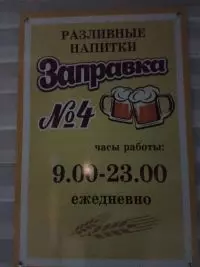 РАЗЛИВНЫЕ
НАПИТКИ
Заправка
№4
часы работы:
9.00-23.00
ежедневно